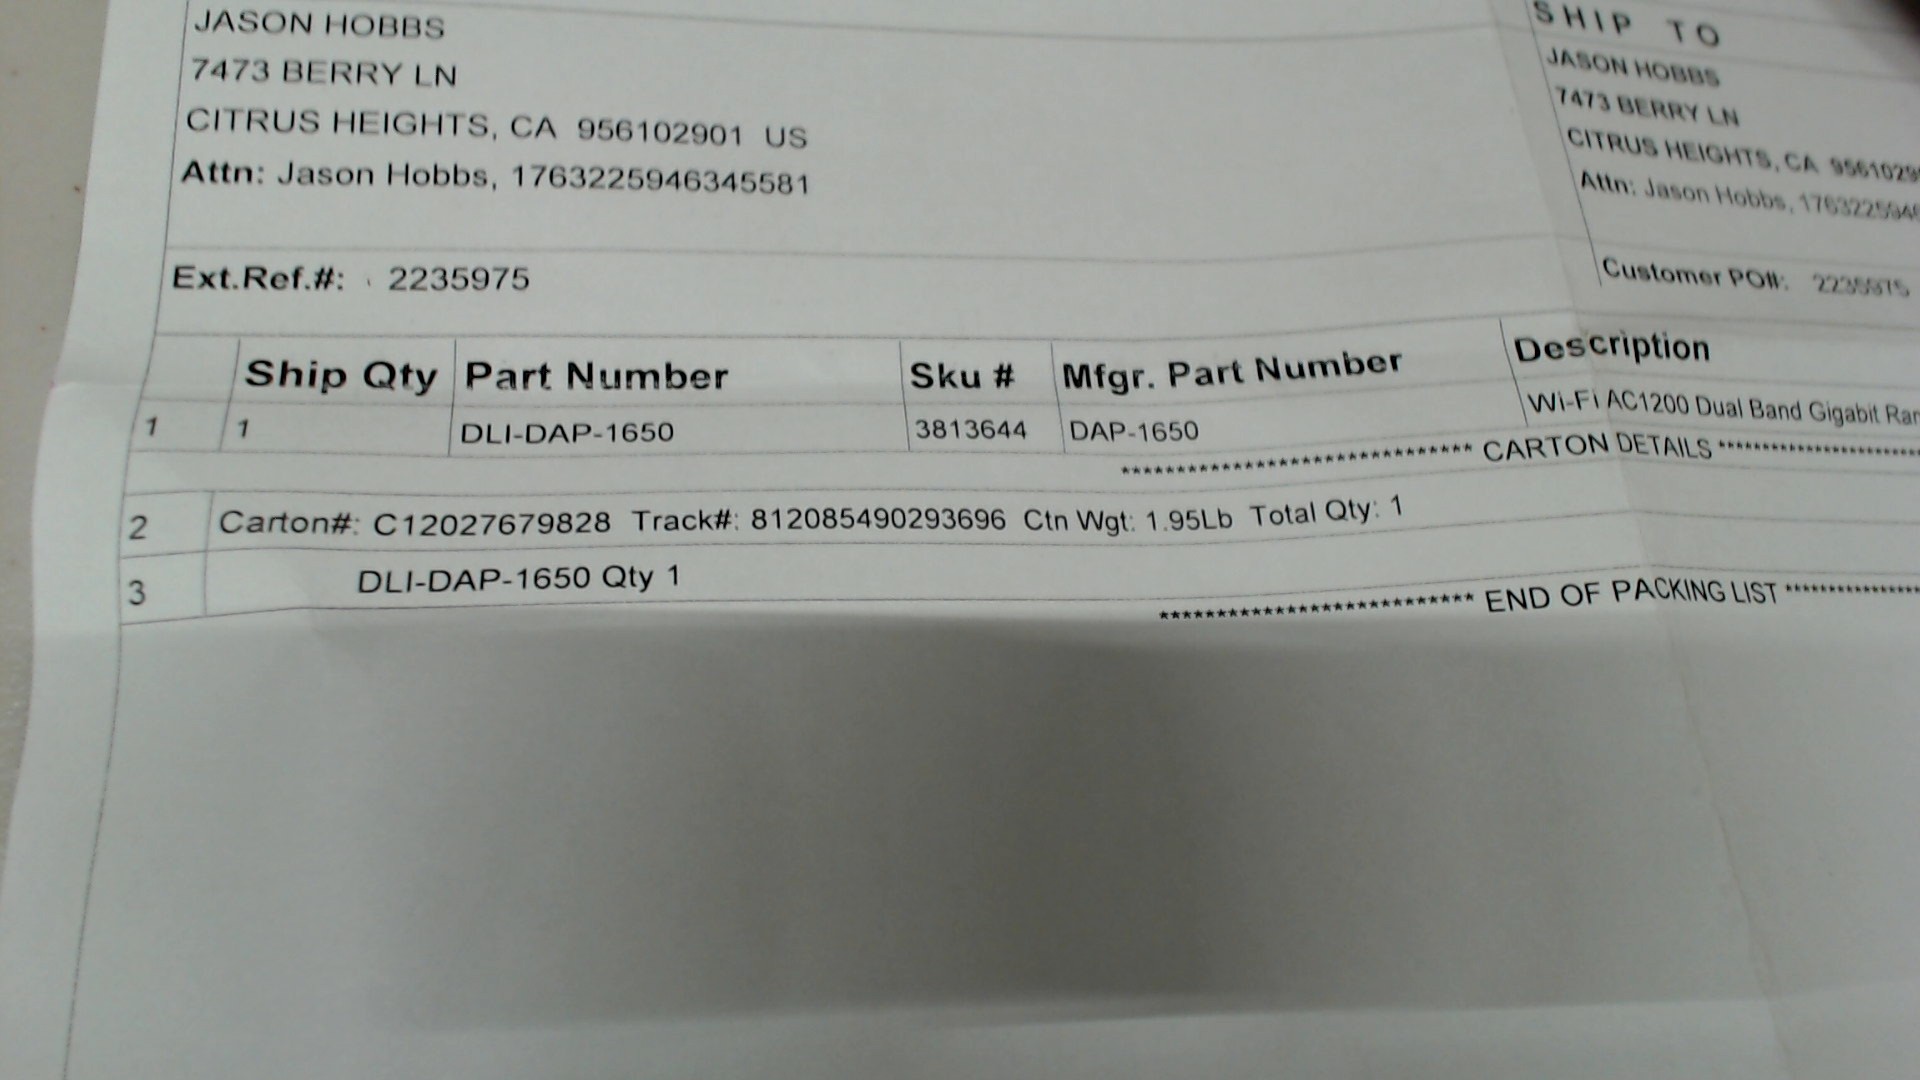 JASON HOBBS
7473 BERRY LN
CITRUS HEIGHTS, CA 956102901 US
Attn: Jason Hobbs, 1763225946345581
SHIP TO
JASON HOBBS
7473 BERRY LN
CITRUS HEIGHTS, CA
Attn: Jason Hobbs,
Ext.Ref.#: 2235975
Customer PO#: 2235975
Ship Qty Part Number Sku # Mfgr. Part Number Description
1 1 DLI-DAP-1650 3813644 DAP-1650 Wi-Fi AC1200 Dual Band Gigabit
**************************** CARTON DETAILS **********************
2 Carton#: C12027679828 Track#: 812085490293696 Ctn Wgt: 1.95Lb Total Qty: 1
3 DLI-DAP-1650 Qty 1
**************************** END OF PACKING LIST ****************